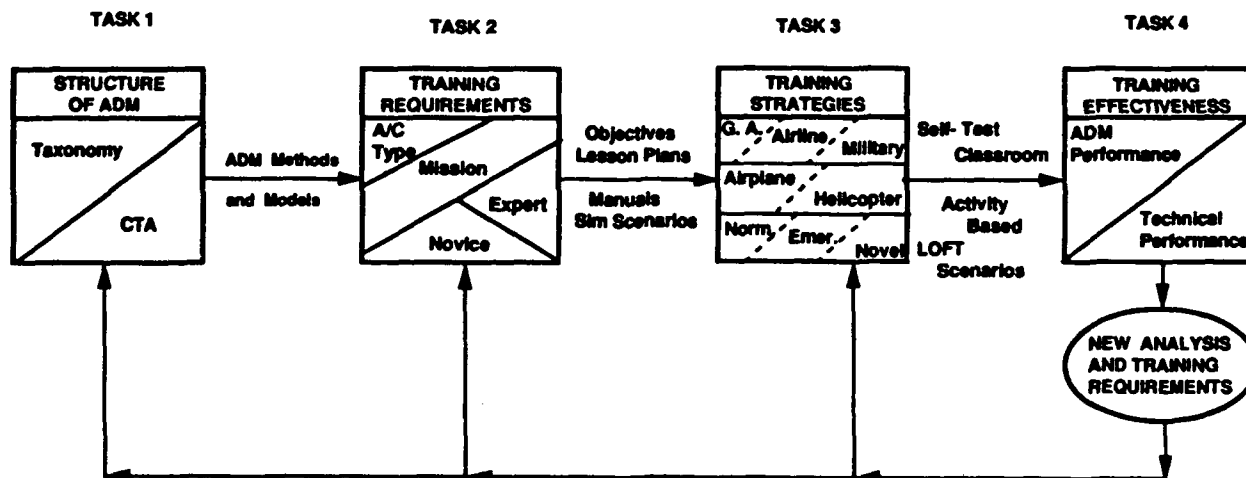 TASK 1
TASK 2
TASK 3
TASK 4
STRUCTURE
OF ADM
Taxonomy
CTA
ADM Methods
and Models
TRAINING
REQUIREMENTS
A/C
Type
Mission
Expert
Novice
Objectives
Lesson Plans
Manuals
Sim Scenarios
TRAINING
STRATEGIES
G. A.
Airline
Military
Airplane
Helicopter
Norm.
Emer.
Novel
Self- Test
Classroom
Activity
Based
LOFT
Scenarios
TRAINING
EFFECTIVENESS
ADM
Performance
Technical
Performance
NEW ANALYSIS
AND TRAINING
REQUIREMENTS